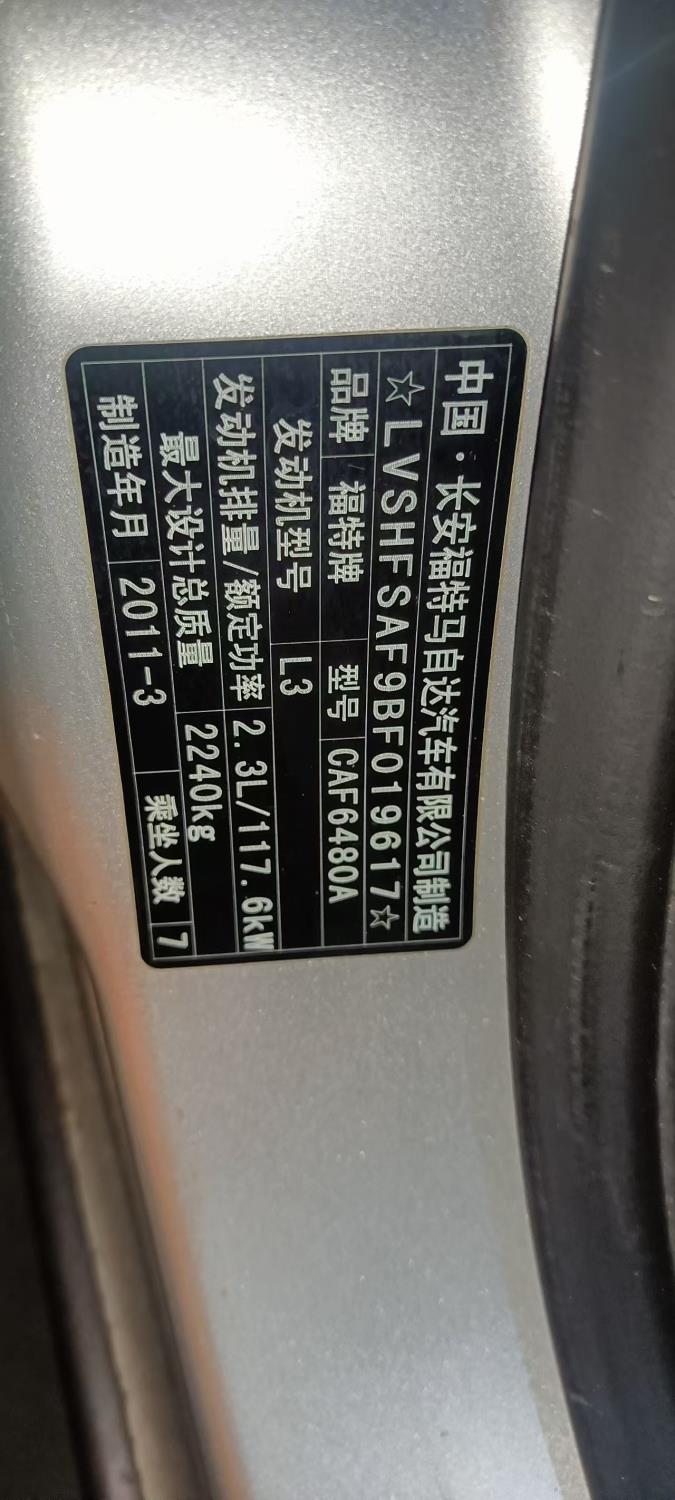 中国·长安福特马自达汽车有限公司制造
☆LVSHFSAF9BF019617☆
品牌 福特牌 型号 CAF6480A
发动机型号 L3
发动机排量/额定功率 2.3L/117.6kW
最大设计总质量 2240kg
制造年月 2011-3 乘坐人数 7